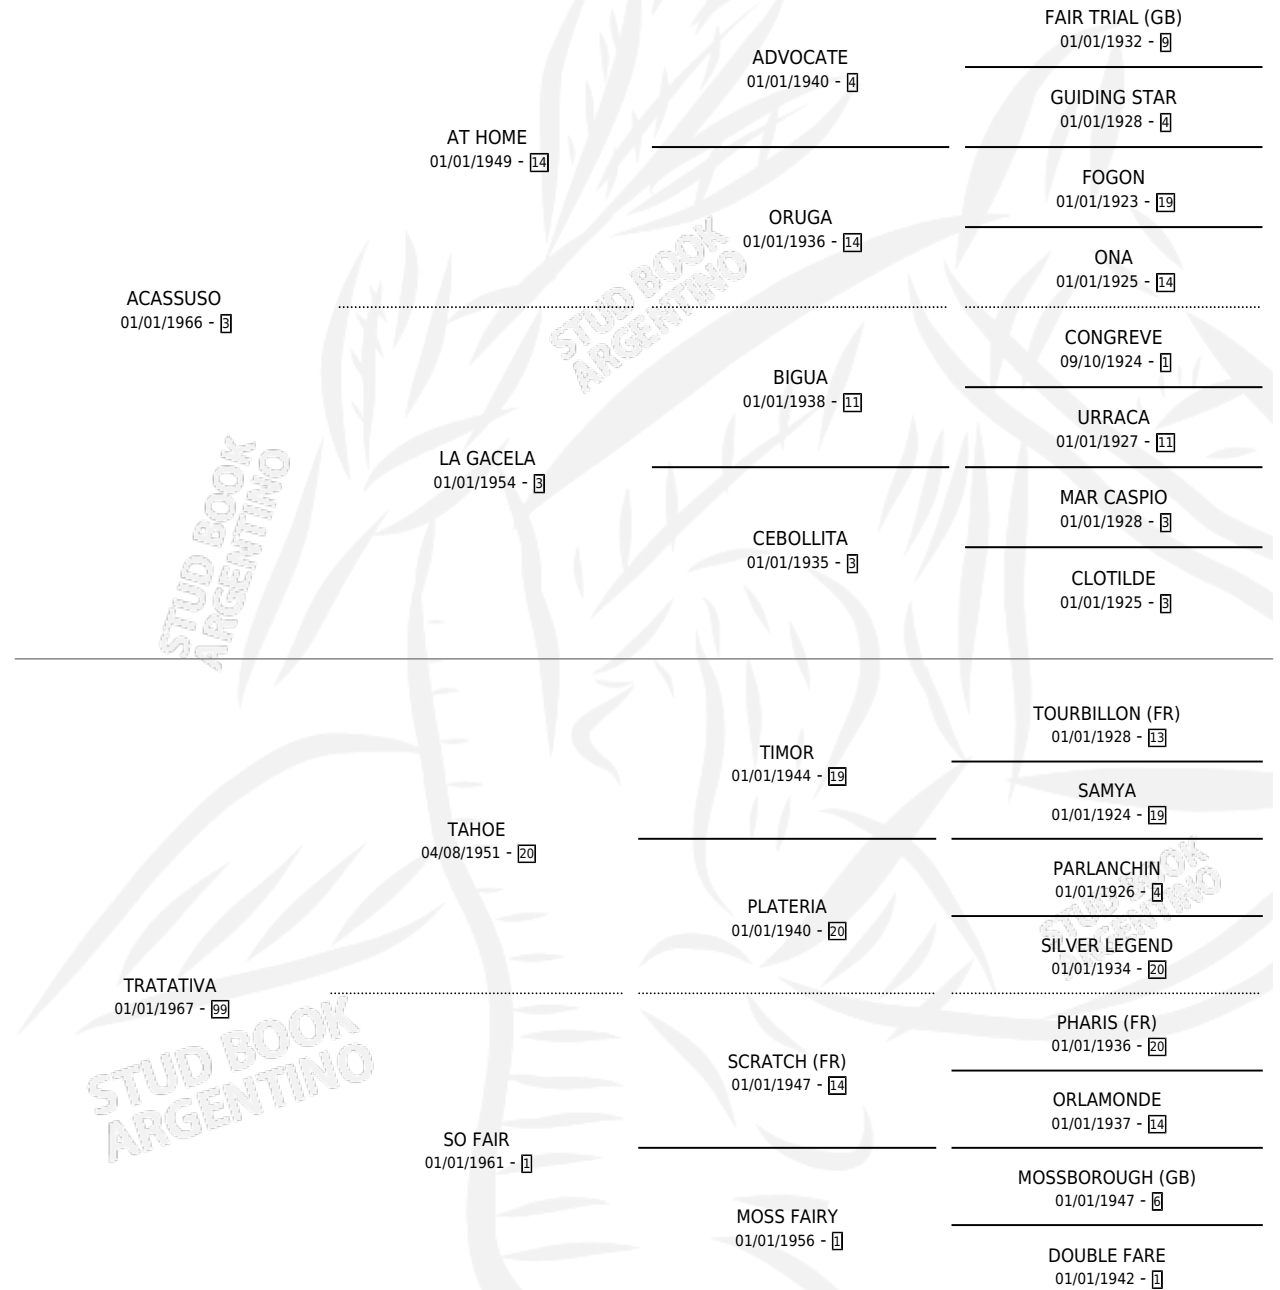 FAIR TRIAL (GB)
01/01/1932 - 9
ADVOCATE
01/01/1940 - 4
GUIDING STAR
01/01/1928 - 4
AT HOME
01/01/1949 - 14
FOGON
01/01/1923 - 19
ORUGA
01/01/1936 - 14
ONA
01/01/1925 - 14
ACASSUSO
01/01/1966 - 3
STUD BOOK
ARGENTINO
CONGREVE
09/10/1924 - 1
BIGUA
01/01/1938 - 11
URRACA
01/01/1927 - 11
LA GACELA
01/01/1954 - 3
MAR CASPIO
01/01/1928 - 3
CEBOLLITA
01/01/1935 - 3
CLOTILDE
01/01/1925 - 3
STUD BOOK
ARGENTINO
TOURBILLON (FR)
01/01/1928 - 13
TIMOR
01/01/1944 - 19
SAMYA
01/01/1924 - 19
TAHOE
04/08/1951 - 20
PARLANCHIN
01/01/1926 - 4
PLATERIA
01/01/1940 - 20
SILVER LEGEND
01/01/1934 - 20
STUD BOOK
ARGENTINO
TRATATIVA
01/01/1967 - 99
PHARIS (FR)
01/01/1936 - 20
SCRATCH (FR)
01/01/1947 - 14
ORLAMONDE
01/01/1937 - 14
STUD BOOK
ARGENTINO
SO FAIR
01/01/1961 - 1
MOSSBOROUGH (GB)
01/01/1947 - 6
MOSS FAIRY
01/01/1956 - 1
DOUBLE FARE
01/01/1942 - 1